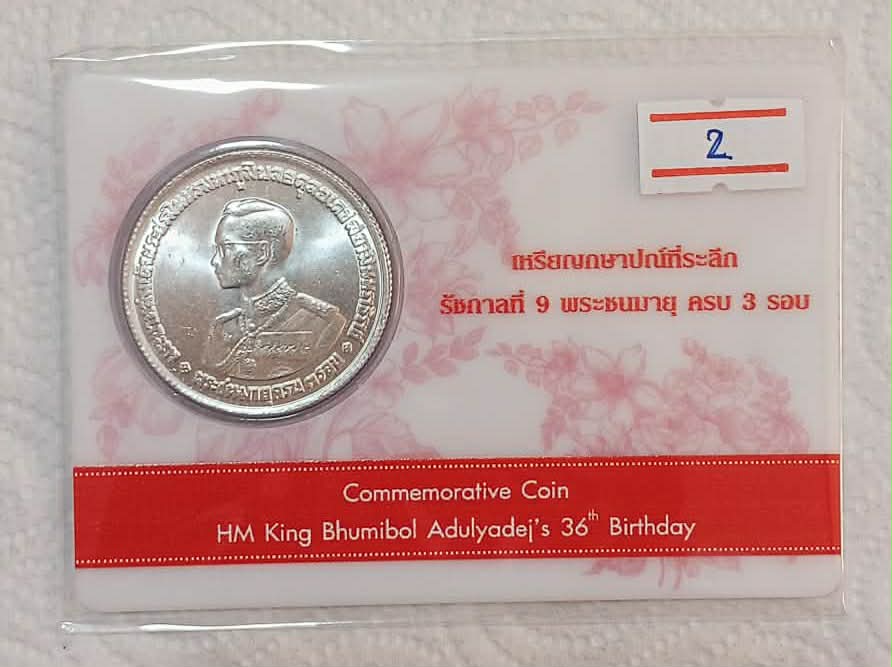 2
เหรียญกษาปณ์ที่ระลึก
รัชกาลที่ 9 พระชนมายุ ครบ 3 รอบ
Commemorative Coin
HM King Bhumibol Adulyadej's 36th Birthday